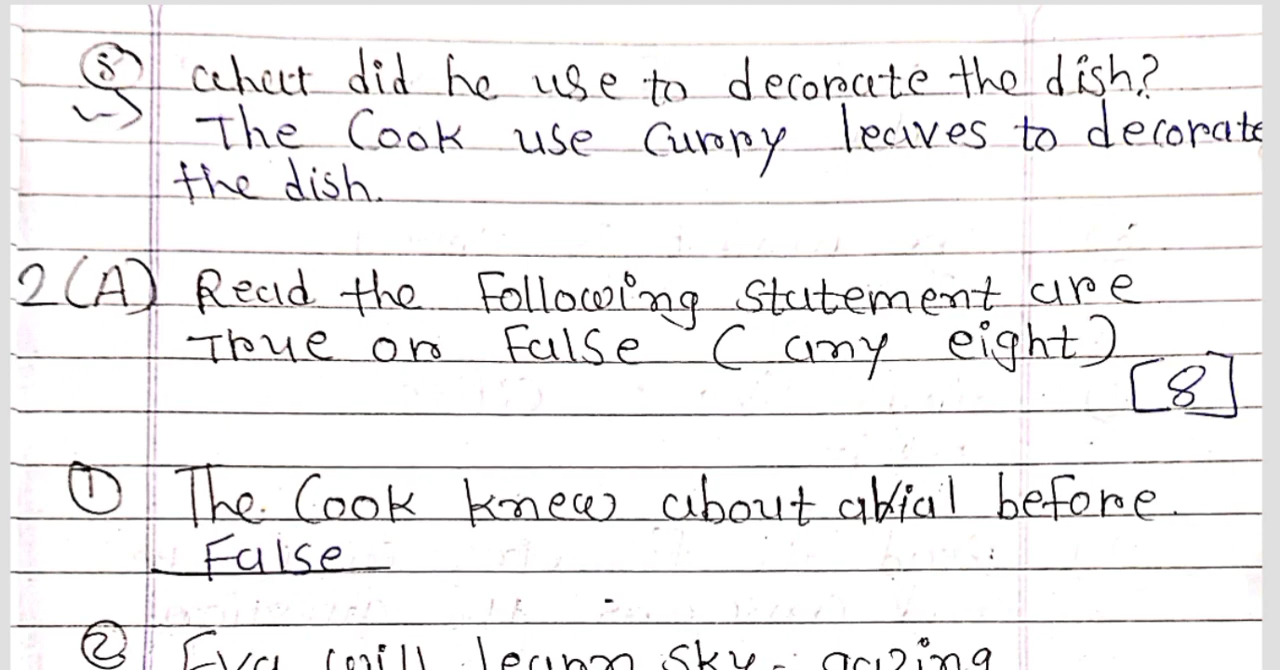 ⑤ what did he use to decorate the dish?
The Cook use Curry leaves to decorate
the dish.
2(A) Read the Following statement are
True or False (any eight)
[8]
① The Cook knew about avial before.
False
② Eva will learn sky-gazing